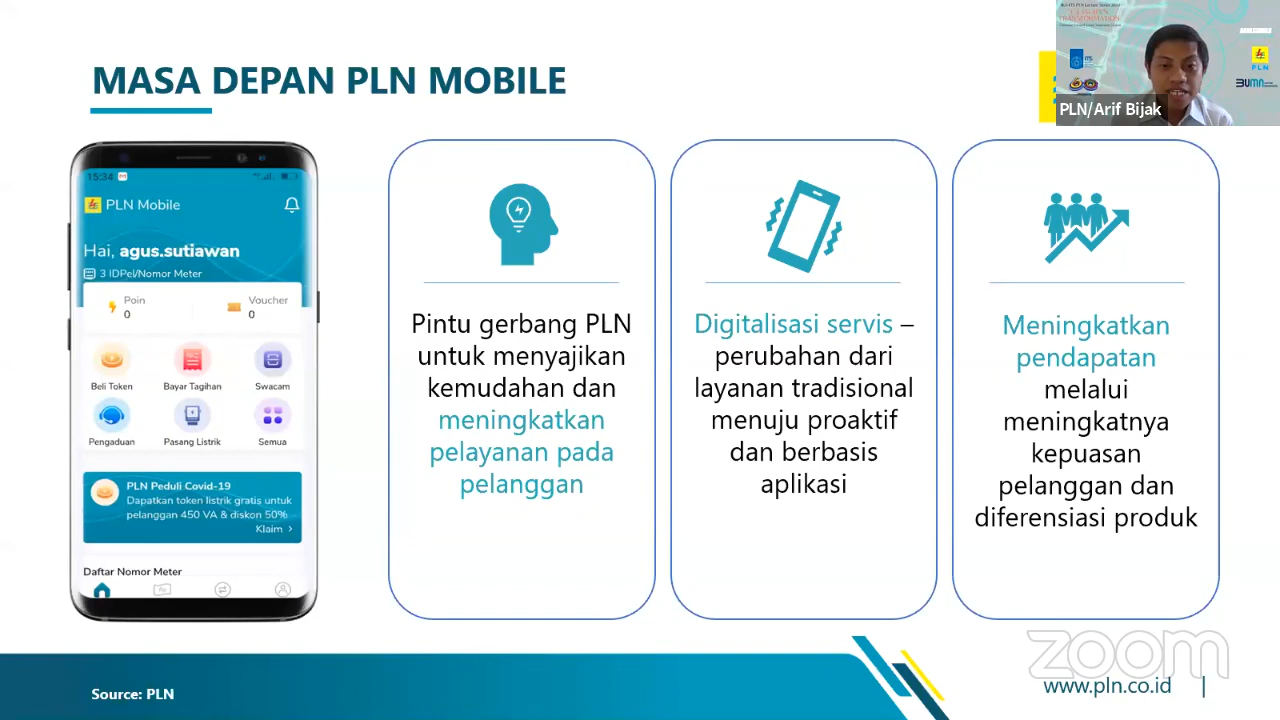 MASA DEPAN PLN MOBILE
TRANSFORMATION
ITS
PLN
BUMN
PLN/Arif Bijak
15:34
PLN Mobile
Hai, agus.sutiawan
3 IDPel/Nomor Meter
Poin
0
Voucher
0
Beli Token
Bayar Tagihan
Swacam
Pengaduan
Pasang Listrik
Semua
PLN Peduli Covid-19
Dapatkan token listrik gratis untuk
pelanggan 450 VA & diskon 50%
Klaim >
Daftar Nomor Meter
Pintu gerbang PLN
untuk menyajikan
kemudahan dan
meningkatkan
pelayanan pada
pelanggan
Digitalisasi servis –
perubahan dari
layanan tradisional
menuju proaktif
dan berbasis
aplikasi
Meningkatkan
pendapatan
melalui
meningkatnya
kepuasan
pelanggan dan
diferensiasi produk
zoom
Source: PLN
www.pln.co.id